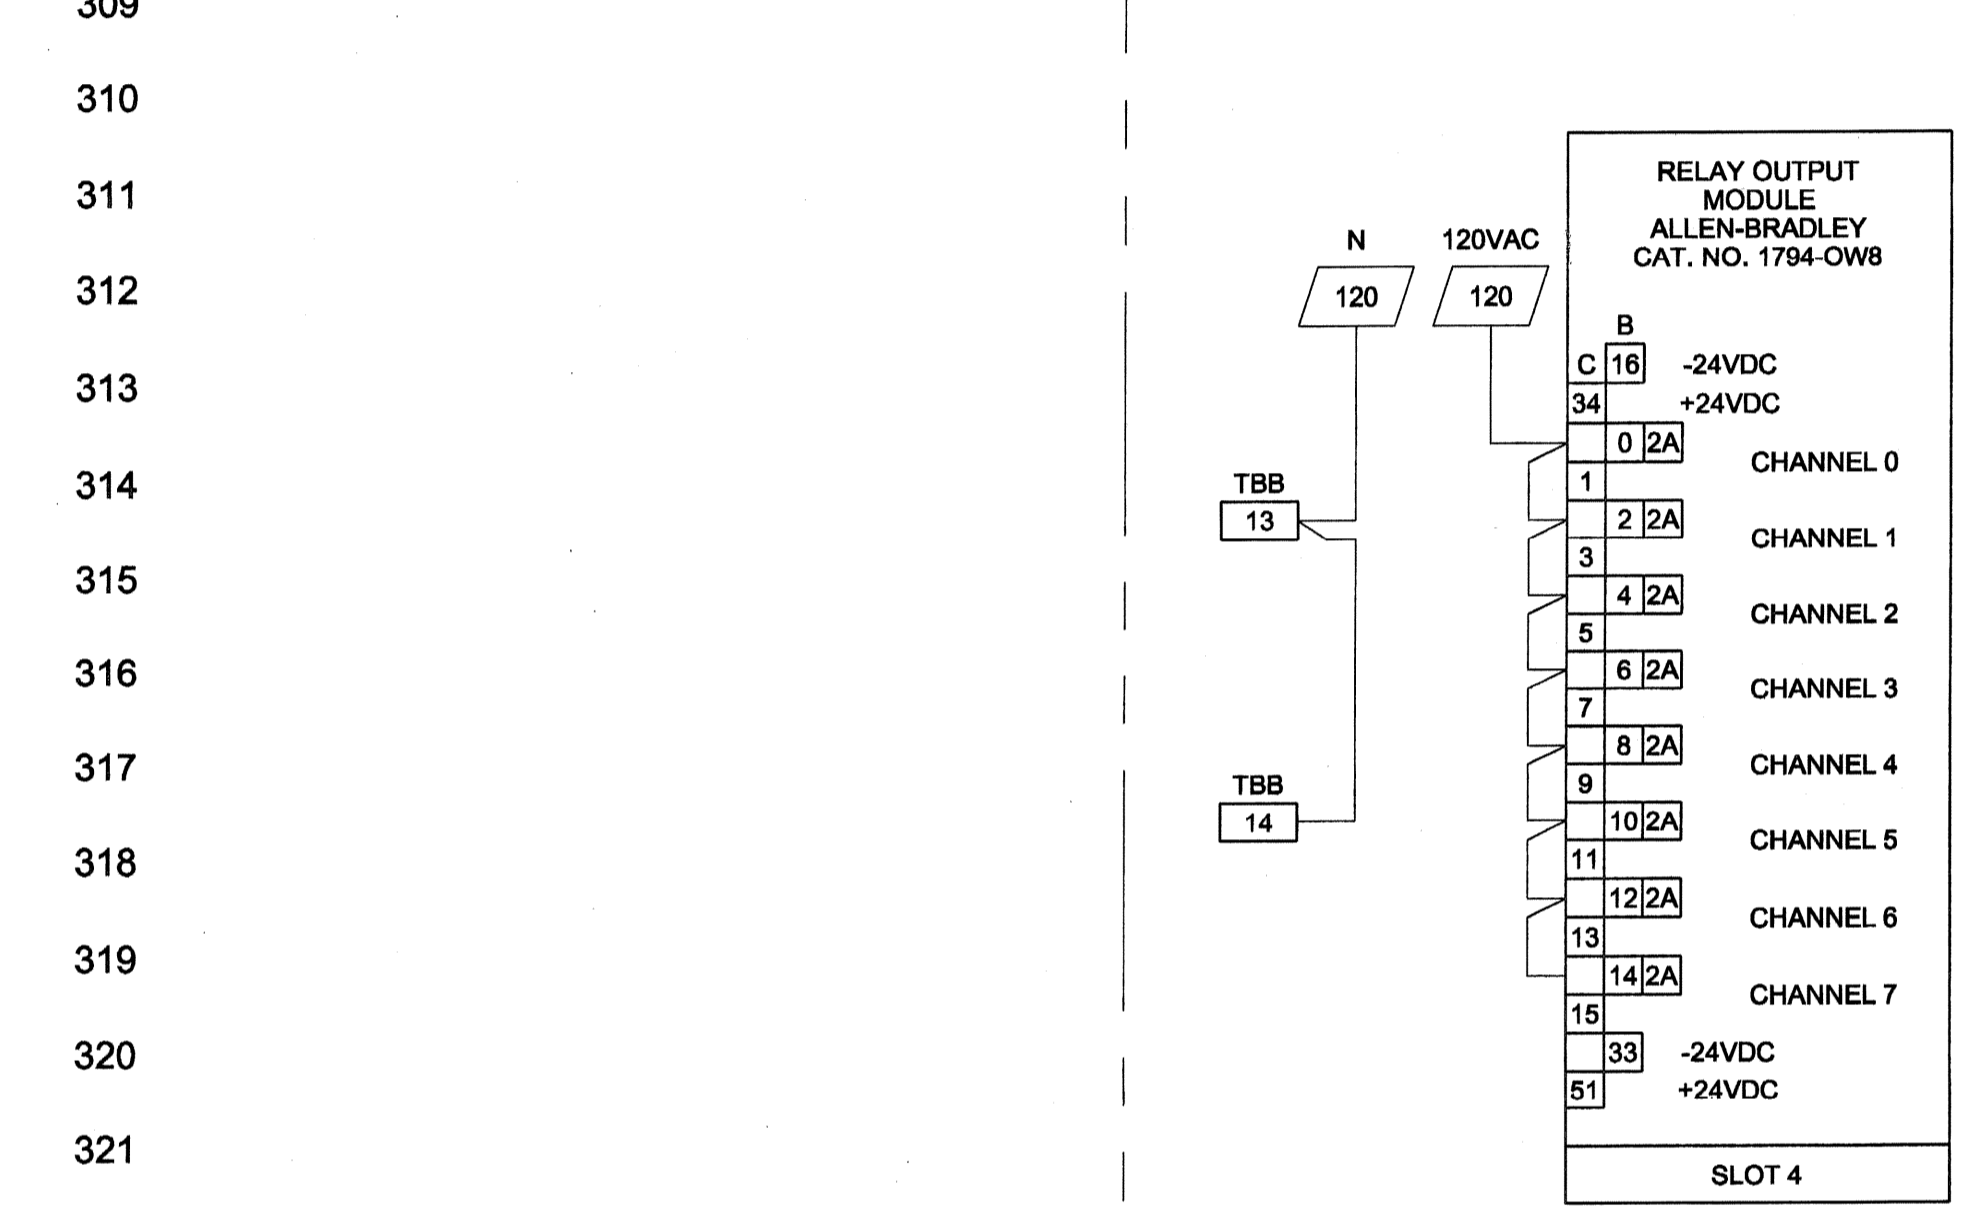 309
310
311
312
313
314
315
316
317
318
319
320
321
N
120VAC
120
120
TBB
13
TBB
14
RELAY OUTPUT
MODULE
ALLEN-BRADLEY
CAT. NO. 1794-OW8
B
C 16 -24VDC
34 +24VDC
0 2A
CHANNEL 0
1
2 2A
CHANNEL 1
3
4 2A
CHANNEL 2
5
6 2A
CHANNEL 3
7
8 2A
CHANNEL 4
9
10 2A
CHANNEL 5
11
12 2A
CHANNEL 6
13
14 2A
CHANNEL 7
15
33 -24VDC
51 +24VDC
SLOT 4